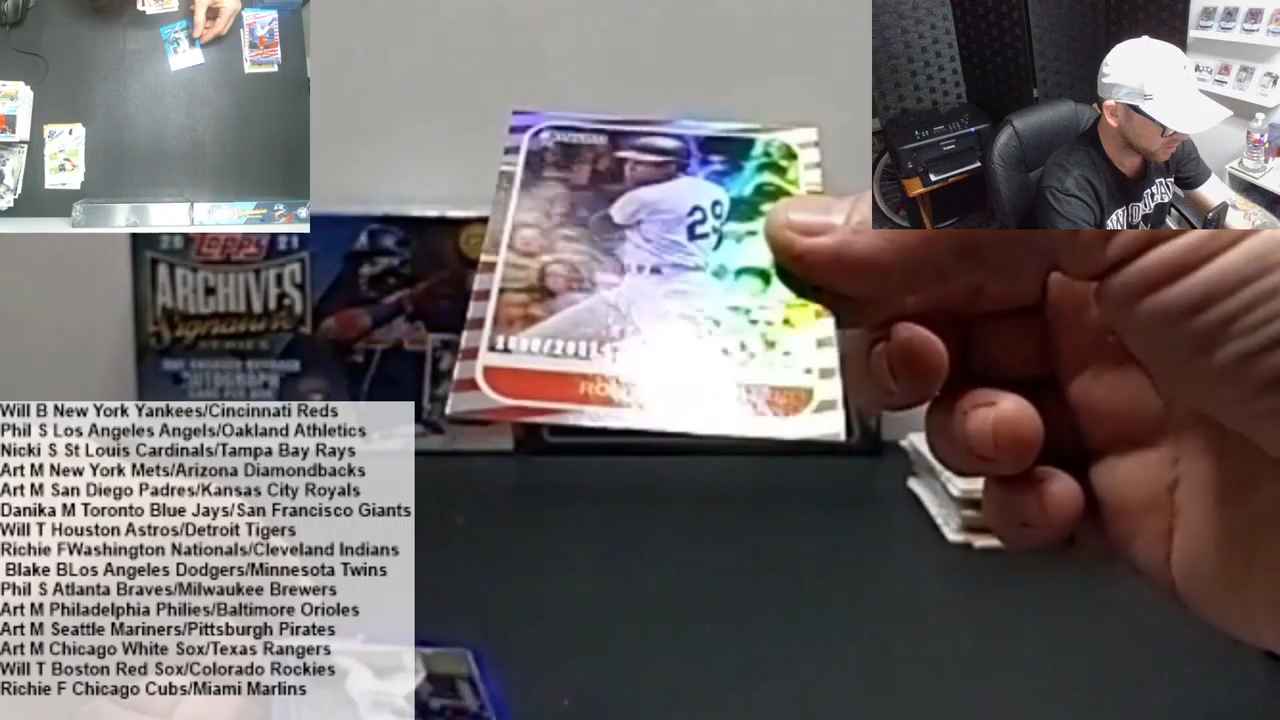 29
20 21
Topps
ARCHIVES
Signature
SERIES
Will B New York Yankees/Cincinnati Reds
Phil S Los Angeles Angels/Oakland Athletics
Nicki S St Louis Cardinals/Tampa Bay Rays
Art M New York Mets/Arizona Diamondbacks
Art M San Diego Padres/Kansas City Royals
Danika M Toronto Blue Jays/San Francisco Giants
Will T Houston Astros/Detroit Tigers
Richie FWashington Nationals/Cleveland Indians
Blake BLos Angeles Dodgers/Minnesota Twins
Phil S Atlanta Braves/Milwaukee Brewers
Art M Philadelphia Philies/Baltimore Orioles
Art M Seattle Mariners/Pittsburgh Pirates
Art M Chicago White Sox/Texas Rangers
Will T Boston Red Sox/Colorado Rockies
Richie F Chicago Cubs/Miami Marlins